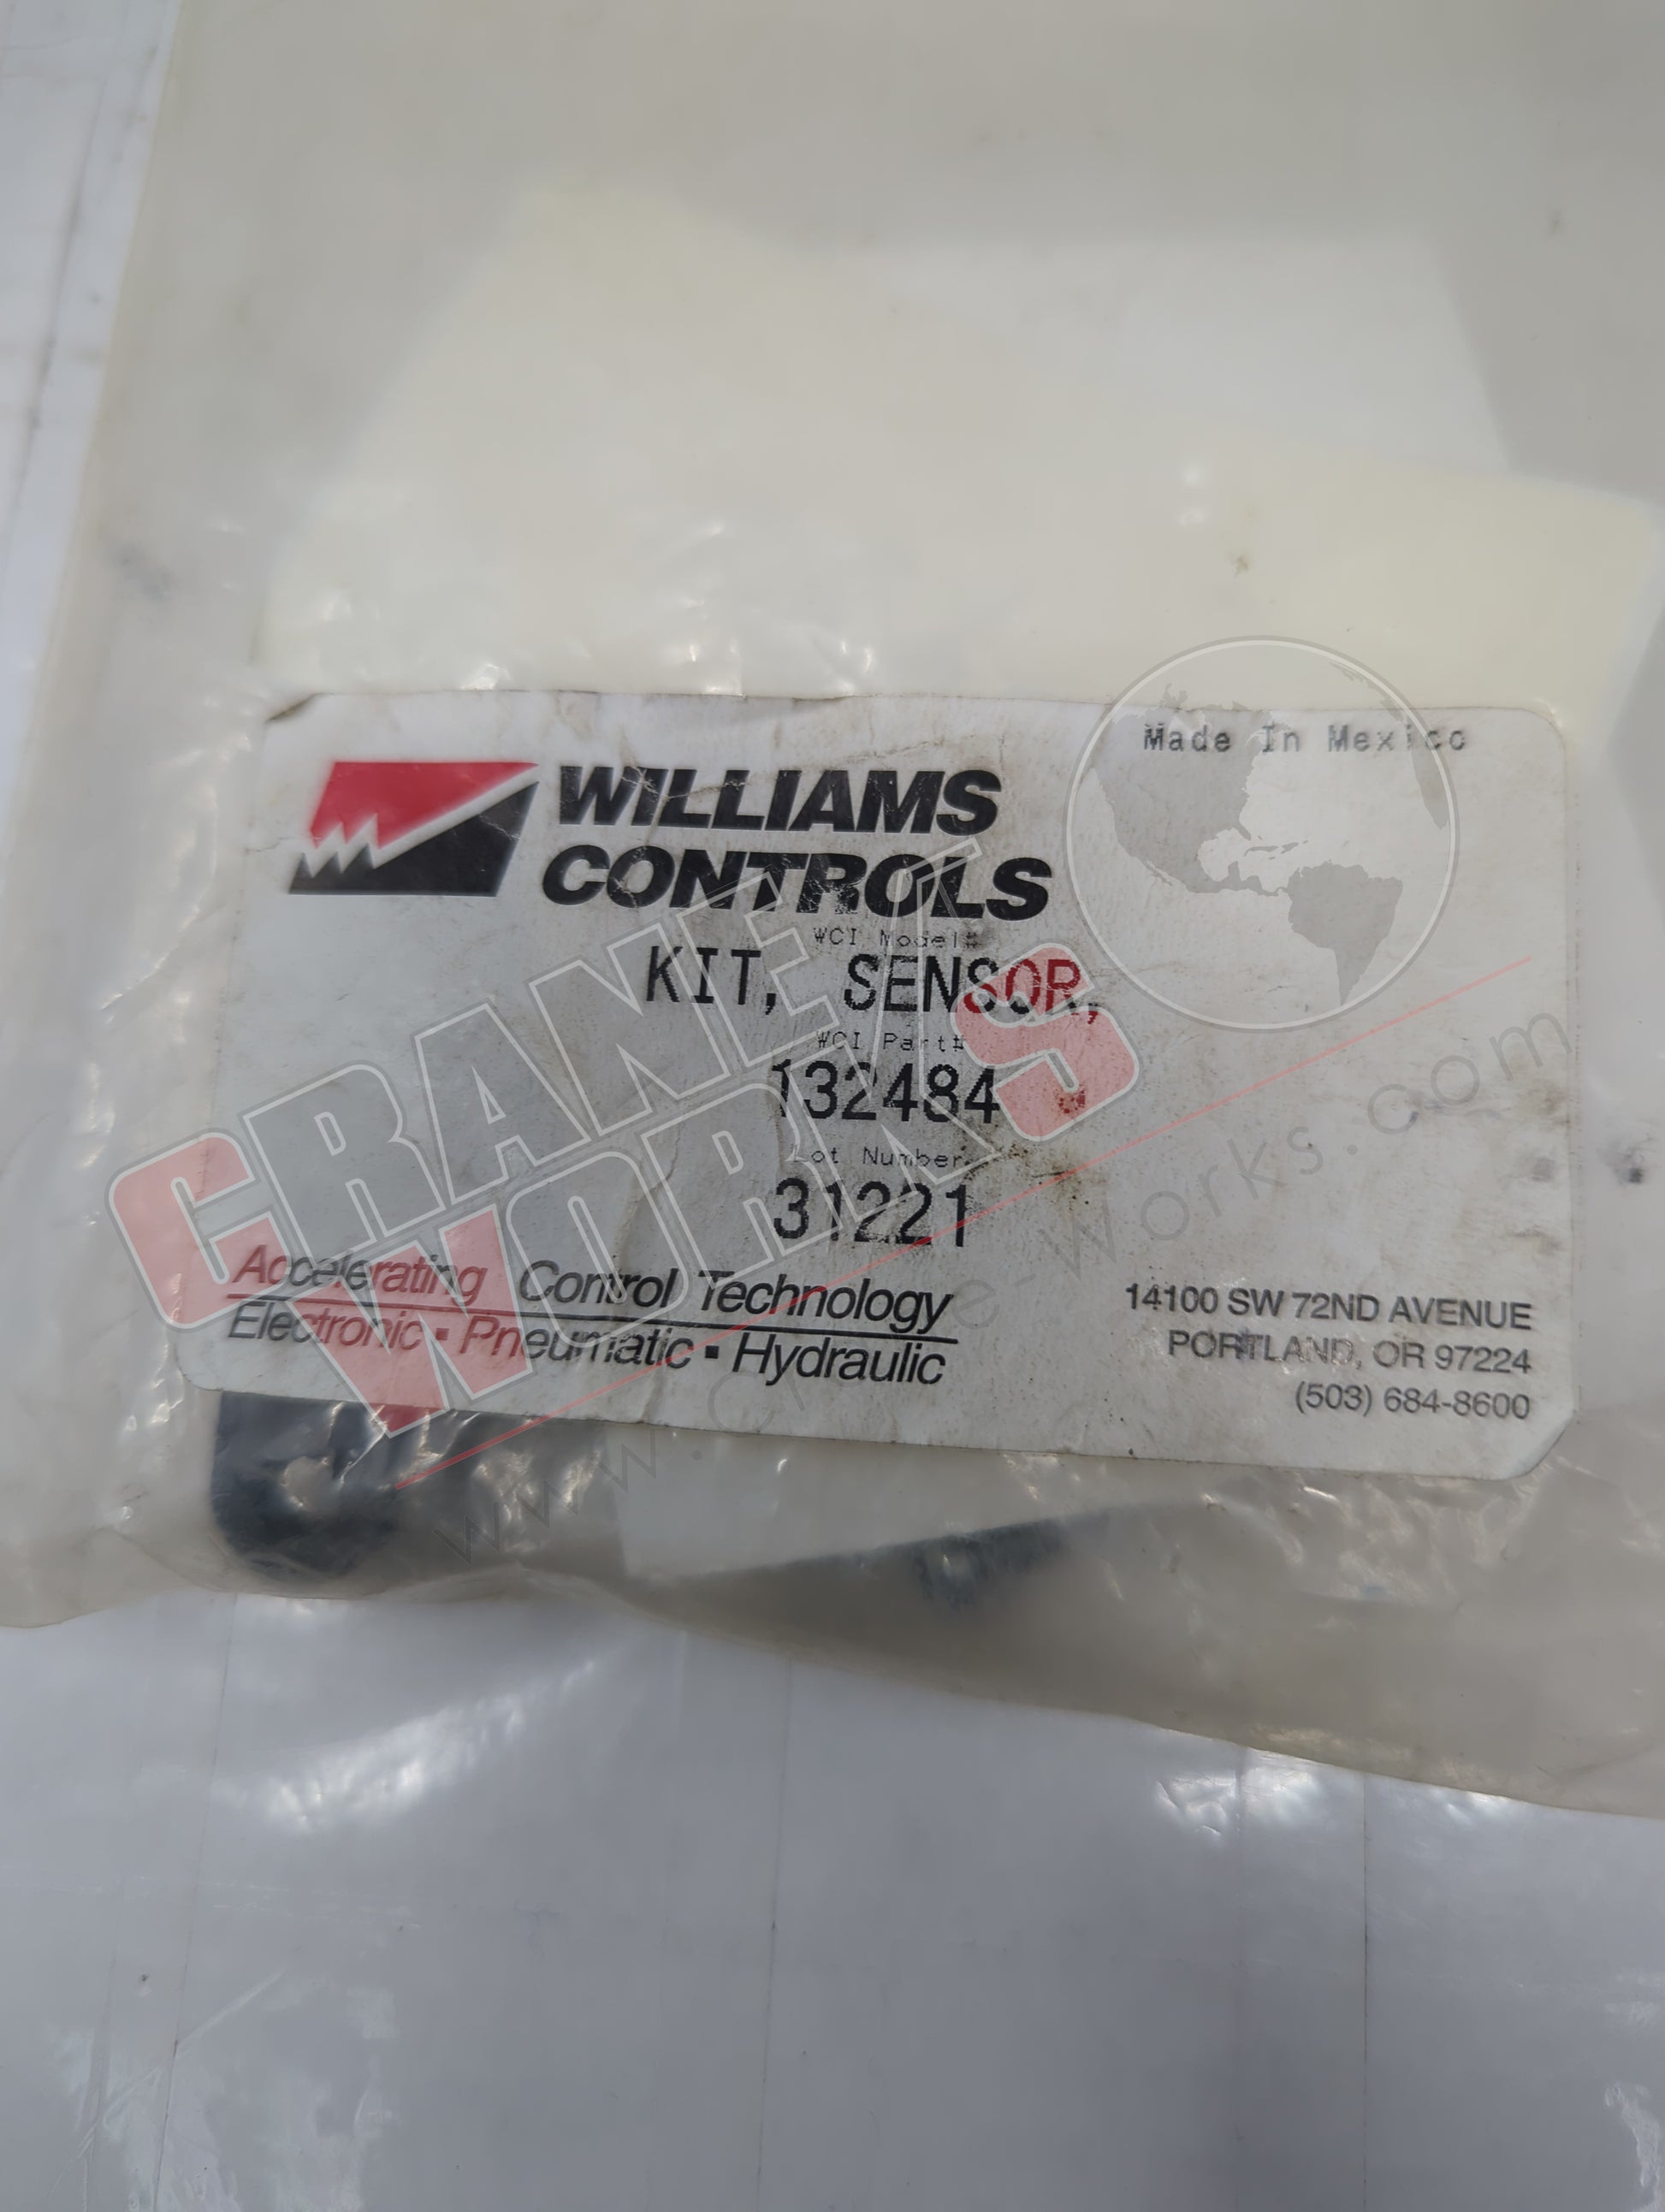 Made In Mexico
WILLIAMS
CONTROLS
WCI Model#
KIT, SENSOR,
WCI Part#
132484
Lot Number
31221
Accelerating Control Technology
Electronic ▪ Pneumatic ▪ Hydraulic
14100 SW 72ND AVENUE
PORTLAND, OR 97224
(503) 684-8600
CRANE
WORKS
www.Crane-Works.com